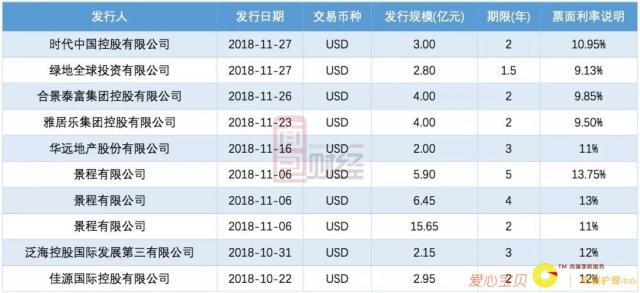 发行人 发行日期 交易币种 发行规模(亿元) 期限(年) 票面利率说明
时代中国控股有限公司 2018-11-27 USD 3.00 2 10.95%
绿地全球投资有限公司 2018-11-27 USD 2.80 1.5 9.13%
合景泰富集团控股有限公司 2018-11-26 USD 4.00 2 9.85%
雅居乐集团控股有限公司 2018-11-23 USD 4.00 2 9.50%
华远地产股份有限公司 2018-11-16 USD 2.00 3 11%
景程有限公司 2018-11-06 USD 5.90 5 13.75%
景程有限公司 2018-11-06 USD 6.45 4 13%
景程有限公司 2018-11-06 USD 15.65 2 11%
泛海控股国际发展第三有限公司 2018-10-31 USD 2.15 3 12%
佳源国际控股有限公司 2018-10-22 USD 2.95 2 12%
财经
爱心宝贝
TM
护理中心